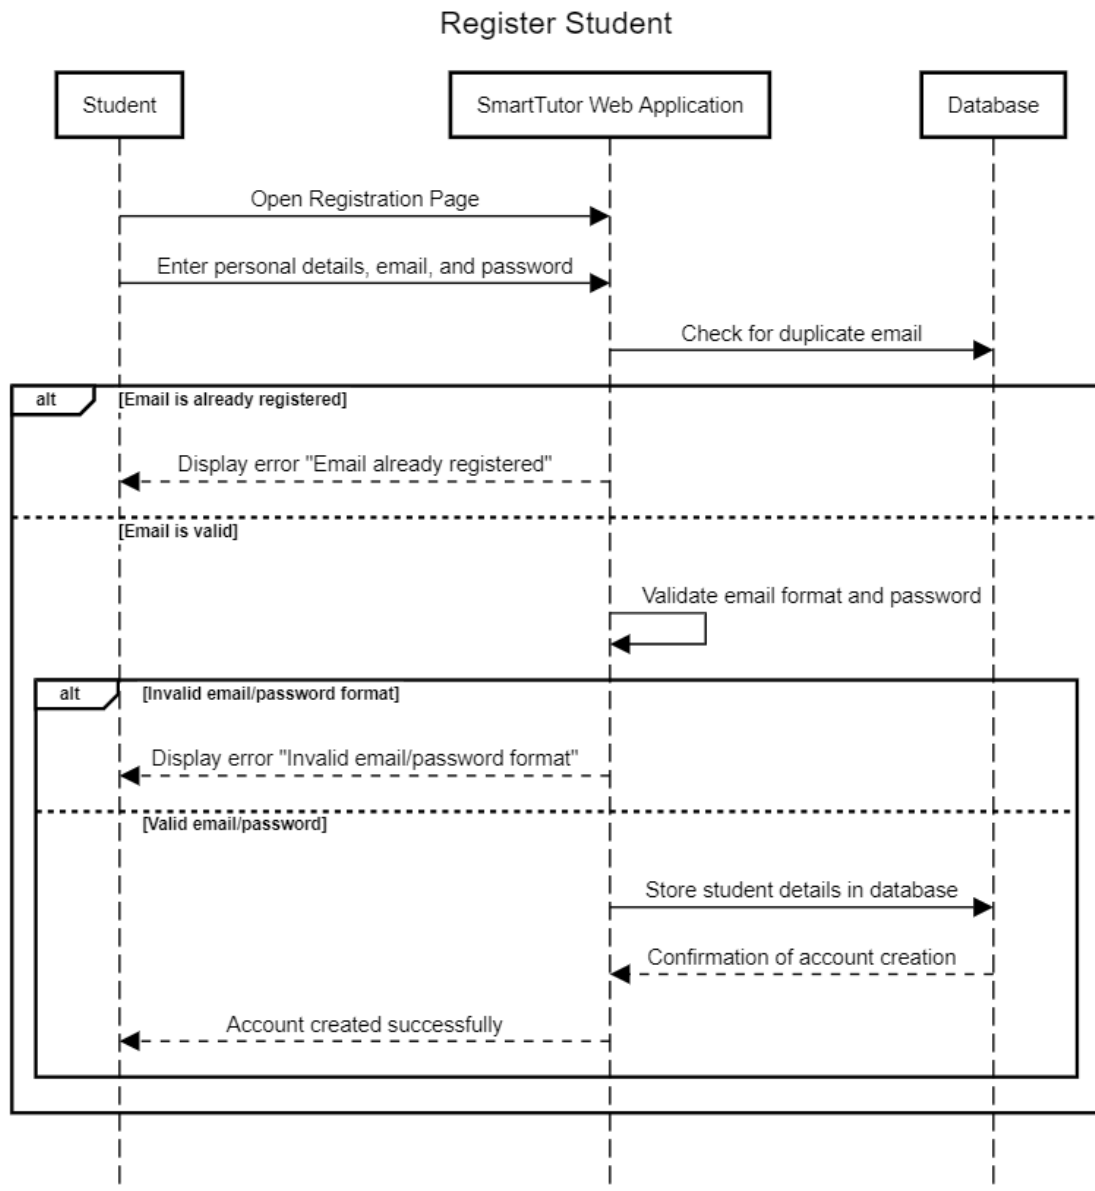 Register Student
Student
SmartTutor Web Application
Database
Open Registration Page
Enter personal details, email, and password
Check for duplicate email
alt
[Email is already registered]
Display error "Email already registered"
[Email is valid]
Validate email format and password
alt
[Invalid email/password format]
Display error "Invalid email/password format"
[Valid email/password]
Store student details in database
Confirmation of account creation
Account created successfully